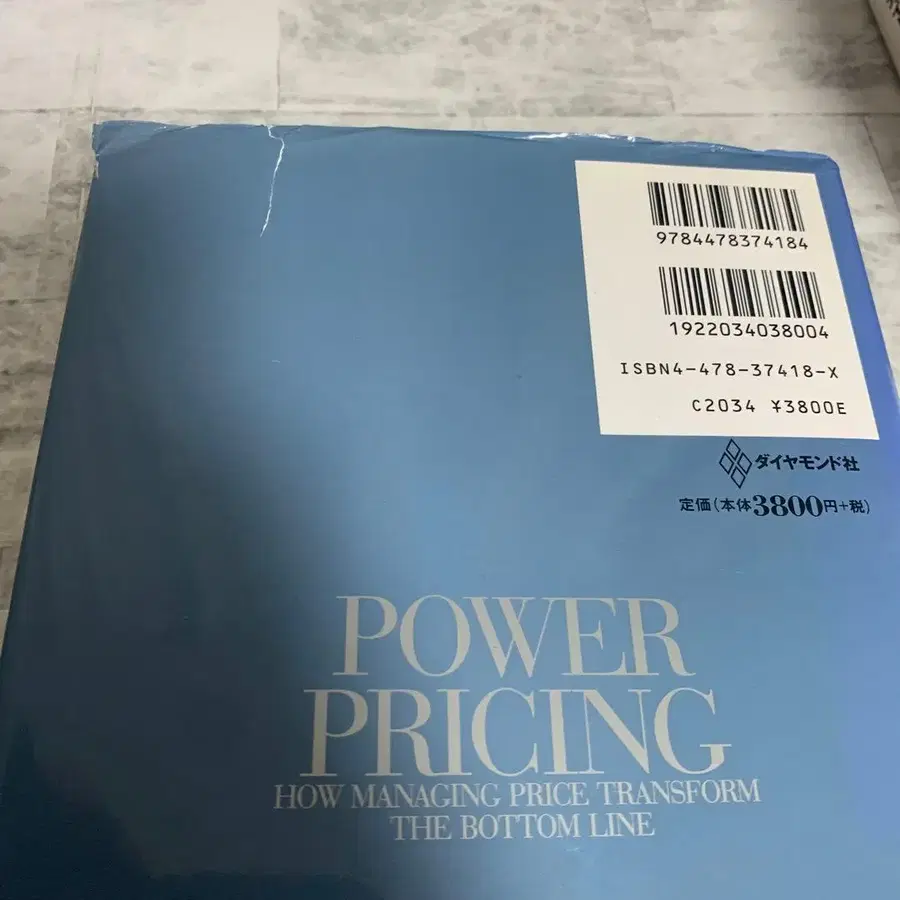 9784478374184
1922034038004
ISBN4-478-37418-X
C2034 ¥3800E
ダイヤモンド社
定価(本体3800円+税)
POWER
PRICING
HOW MANAGING PRICE TRANSFORM
THE BOTTOM LINE